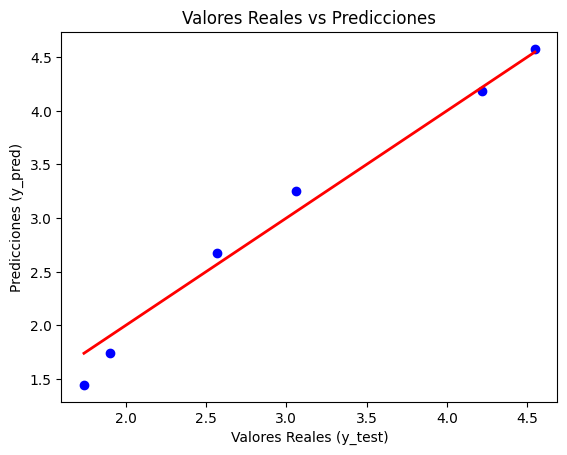 Valores Reales vs Predicciones
4.5
4.0
3.5
3.0
2.5
2.0
1.5
Predicciones (y_pred)
2.0 2.5 3.0 3.5 4.0 4.5
Valores Reales (y_test)